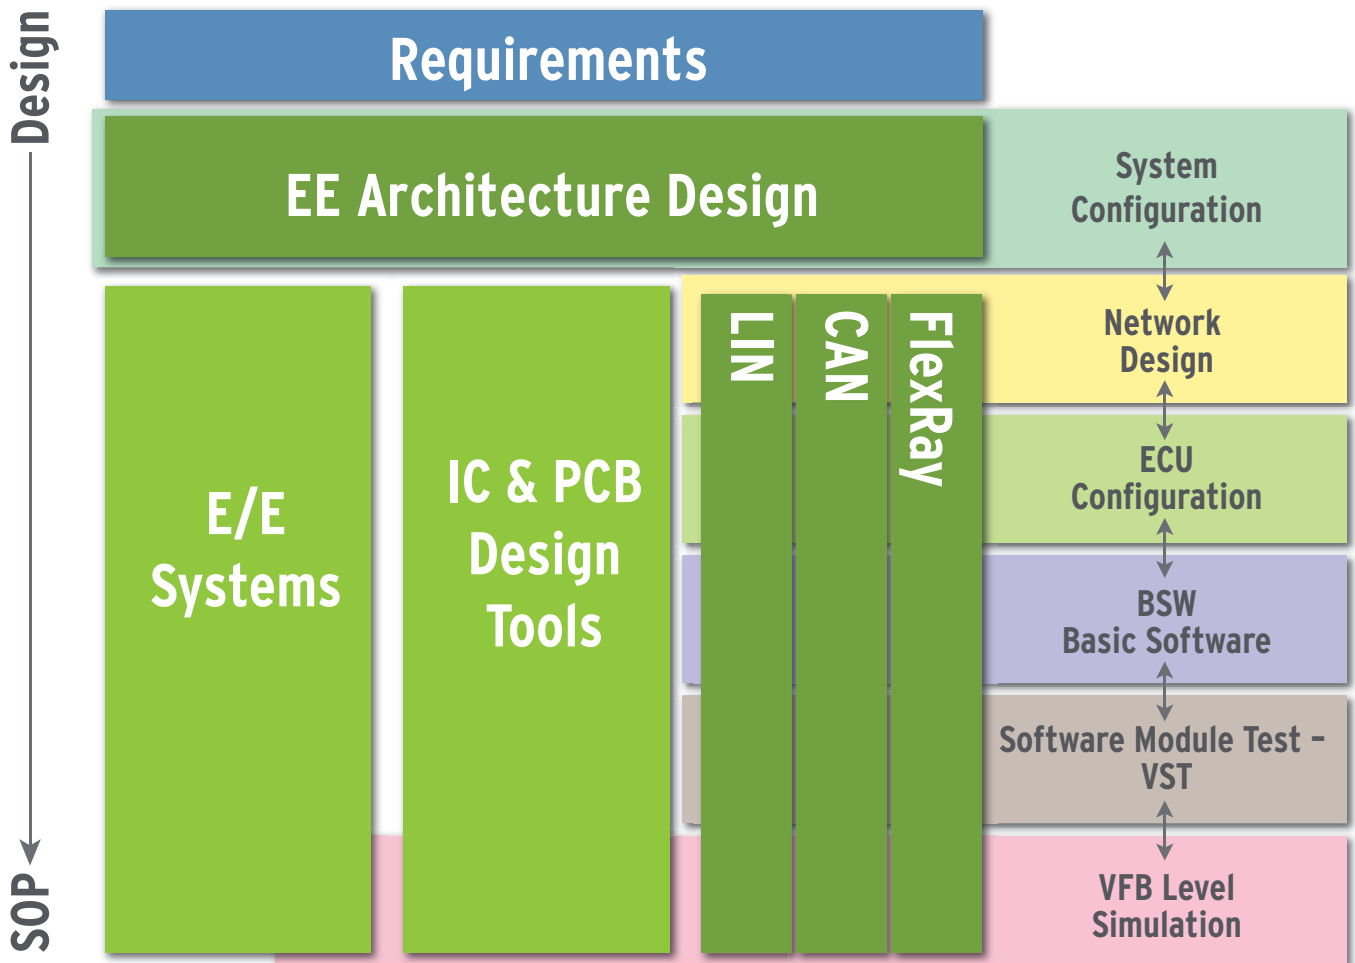 Design
SOP
Requirements
EE Architecture Design
System
Configuration
E/E
Systems
IC & PCB
Design
Tools
LIN
CAN
FlexRay
Network
Design
ECU
Configuration
BSW
Basic Software
Software Module Test –
VST
VFB Level
Simulation